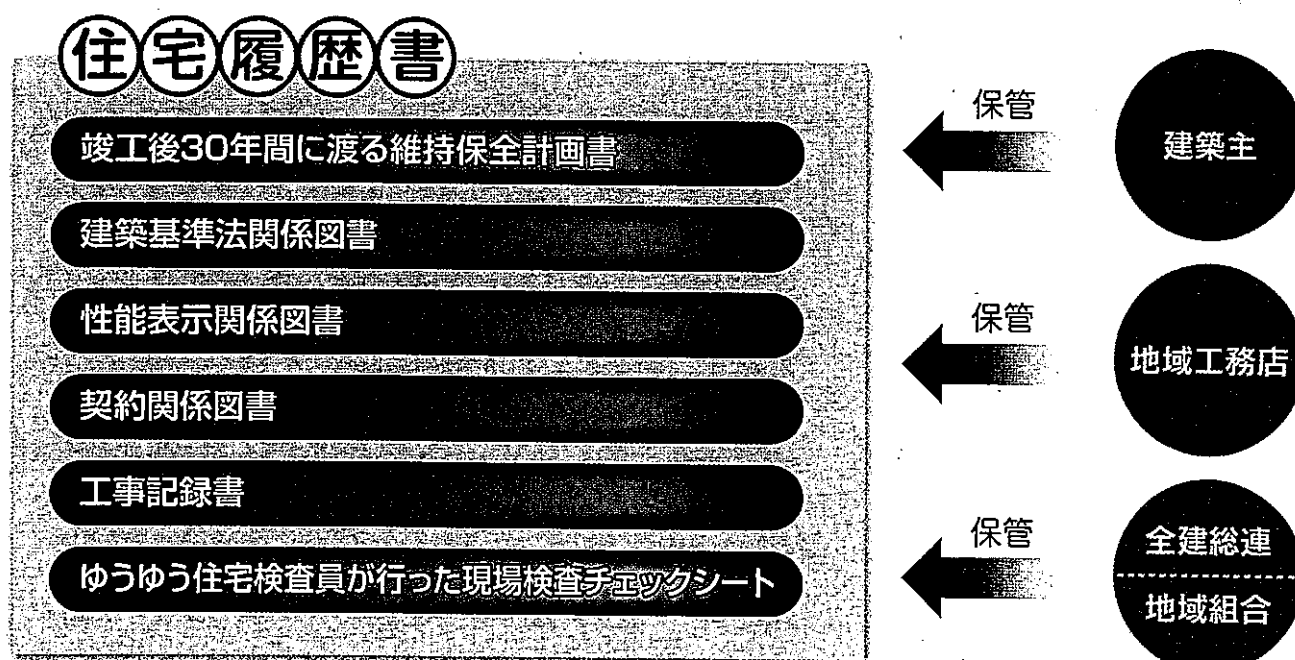 住宅履歴書
竣工後30年間に渡る維持保全計画書
建築基準法関係図書
性能表示関係図書
契約関係図書
工事記録書
ゆうゆう住宅検査員が行った現場検査チェックシート
保管
建築主
保管
地域工務店
保管
全建総連
地域組合